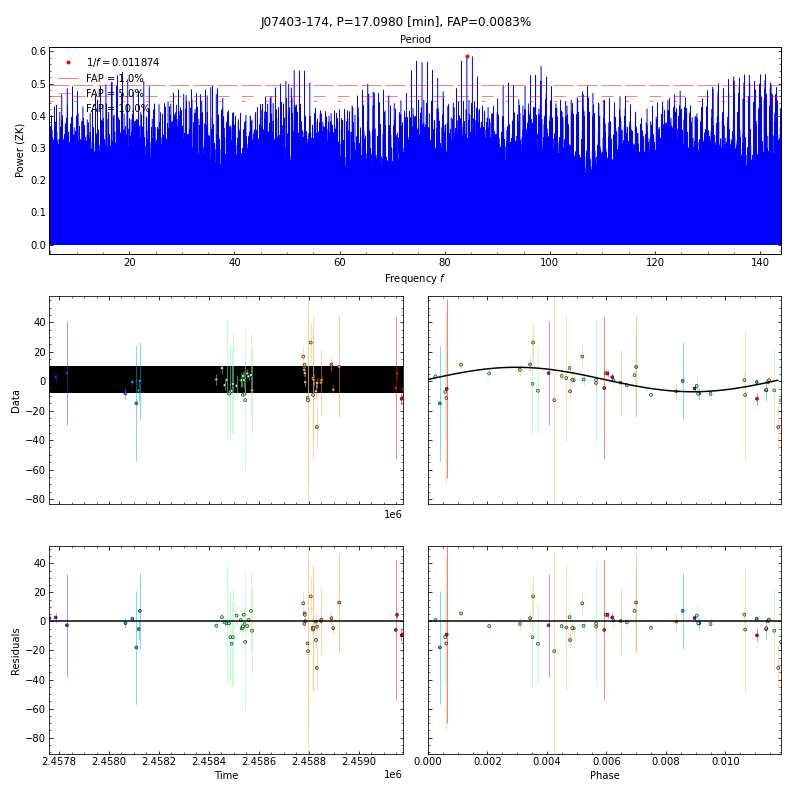 J07403-174, P=17.0980 [min], FAP=0.0083%
Period
1/f = 0.011874
FAP = 1.0%
FAP = 5.0%
FAP = 10.0%
Power (ZK)
0.6
0.5
0.4
0.3
0.2
0.1
0.0
20 40 60 80 100 120 140
Frequency f
Data
40
20
0
−20
−40
−60
−80
1e6
Residuals
40
20
0
−20
−40
−60
−80
2.4578 2.4580 2.4582 2.4584 2.4586 2.4588 2.4590
1e6
Time
0.000 0.002 0.004 0.006 0.008 0.010
Phase